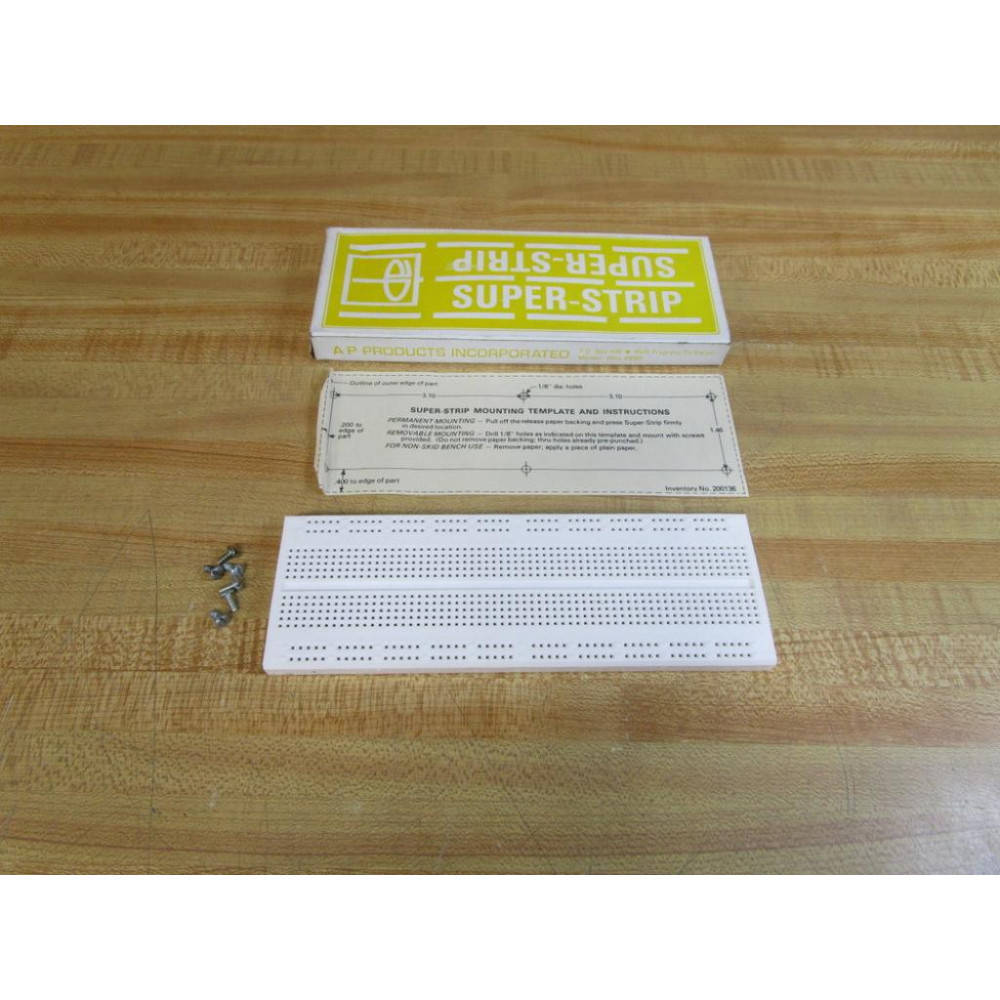 SUPER-STRIP
SUPER-STRIP
A·P PRODUCTS INCORPORATED
Outline of outer edge of part
1/8" dia. holes
3.10
3.10
SUPER-STRIP MOUNTING TEMPLATE AND INSTRUCTIONS
PERMANENT MOUNTING — Pull off the release paper backing and press Super-Strip firmly
in desired location.
REMOVABLE MOUNTING — Drill 1/8" holes as indicated on this template and mount with screws
provided. (Do not remove paper backing; thru holes already pre-punched.)
FOR NON-SKID BENCH USE — Remove paper; apply a piece of plain paper.
.200 to
edge of
part
.400 to edge of part
Inventory No. 200136